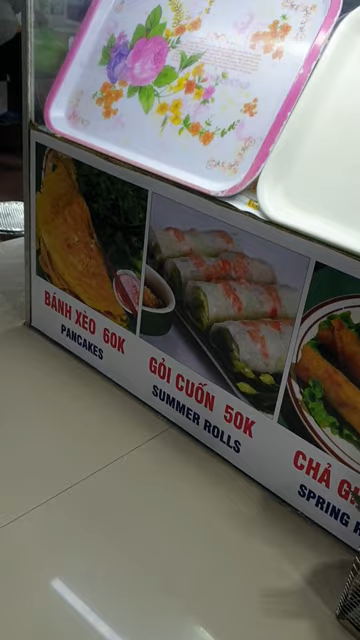 BÁNH XÈO 60K
PANCAKES
GỎI CUỐN 50K
SUMMER ROLLS
CHẢ
SPRING